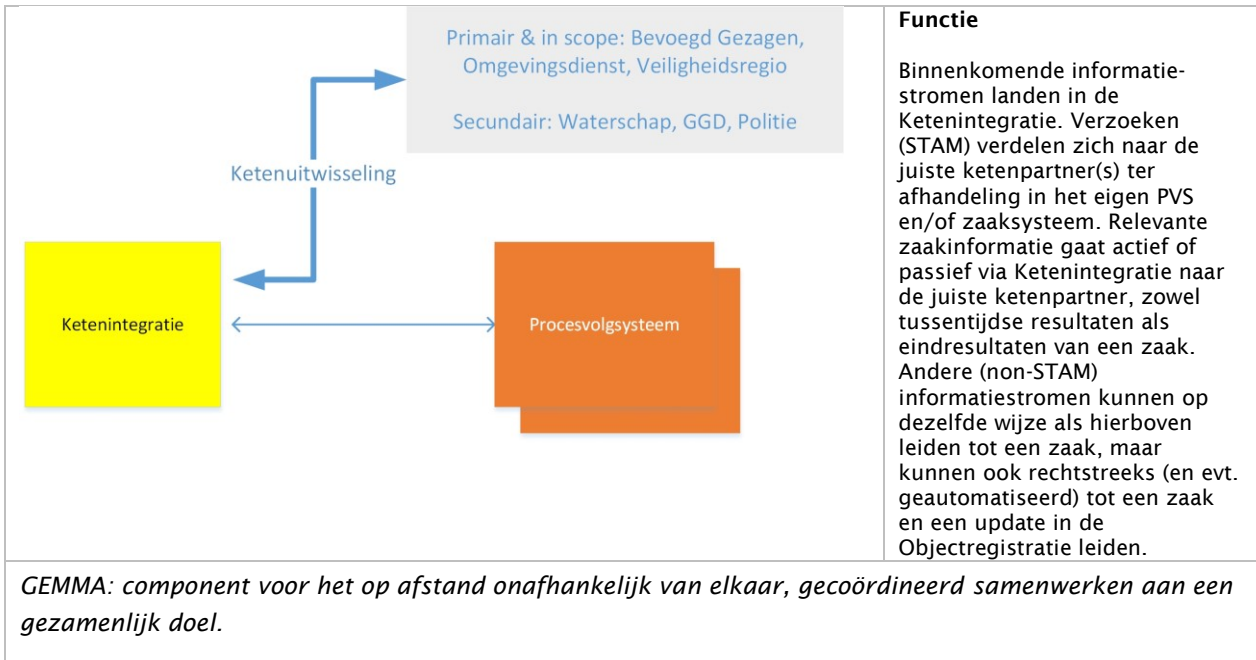 Primair & in scope: Bevoegd Gezagen,
Omgevingsdienst, Veiligheidsregio
Secundair: Waterschap, GGD, Politie
Ketenuitwisseling
Ketenintegratie
Procesvolgsysteem
Functie
Binnenkomende informatie-
stromen landen in de
Ketenintegratie. Verzoeken
(STAM) verdelen zich naar de
juiste ketenpartner(s) ter
afhandeling in het eigen PVS
en/of zaaksysteem. Relevante
zaakinformatie gaat actief of
passief via Ketenintegratie naar
de juiste ketenpartner, zowel
tussentijdse resultaten als
eindresultaten van een zaak.
Andere (non-STAM)
informatiestromen kunnen op
dezelfde wijze als hierboven
leiden tot een zaak, maar
kunnen ook rechtstreeks (en evt.
geautomatiseerd) tot een zaak
en een update in de
Objectregistratie leiden.
GEMMA: component voor het op afstand onafhankelijk van elkaar, gecoördineerd samenwerken aan een
gezamenlijk doel.